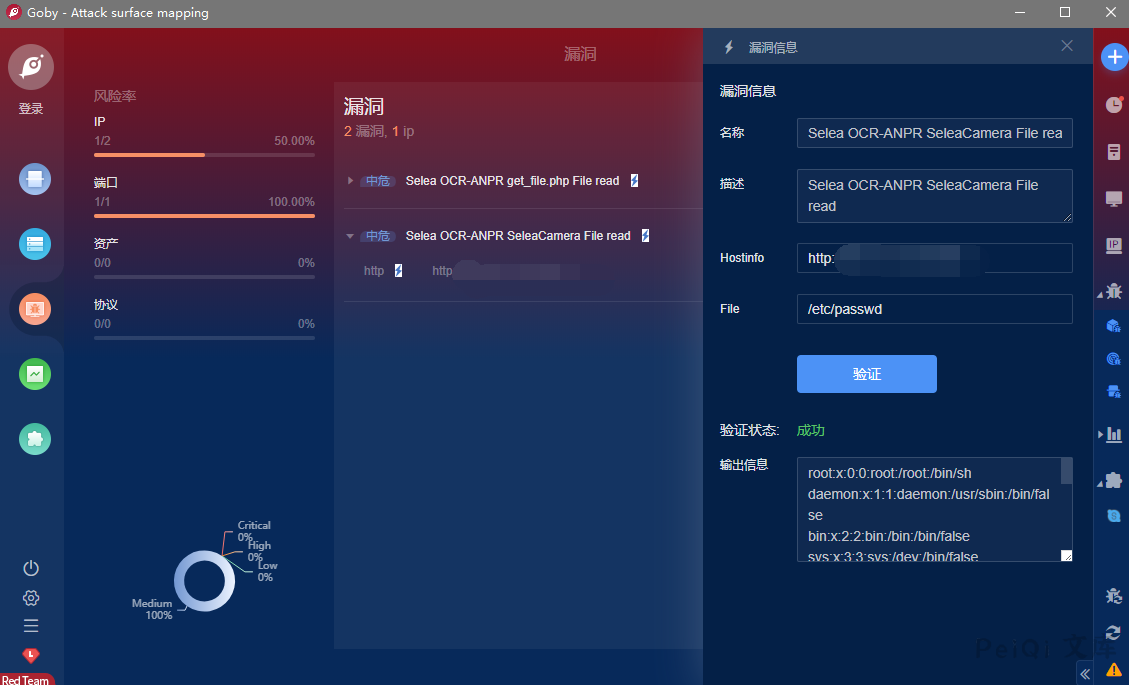 Goby - Attack surface mapping
登录
RedTeam
漏洞
风险率
IP
1/2 50.00%
端口
1/1 100.00%
资产
0/0 0%
协议
0/0 0%
Critical
0%
High
0%
Low
0%
Medium
100%
漏洞
2 漏洞, 1 ip
中危 Selea OCR-ANPR get_file.php File read
中危 Selea OCR-ANPR SeleaCamera File read
http http
漏洞信息
漏洞信息
名称 Selea OCR-ANPR SeleaCamera File rea
描述 Selea OCR-ANPR SeleaCamera File
read
Hostinfo http:
File /etc/passwd
验证
验证状态: 成功
输出信息 root:x:0:0:root:/root:/bin/sh
daemon:x:1:1:daemon:/usr/sbin:/bin/fal
se
bin:x:2:2:bin:/bin:/bin/false
sys:x:3:3:sys:/dev:/bin/false
IP
PeiQi 文库